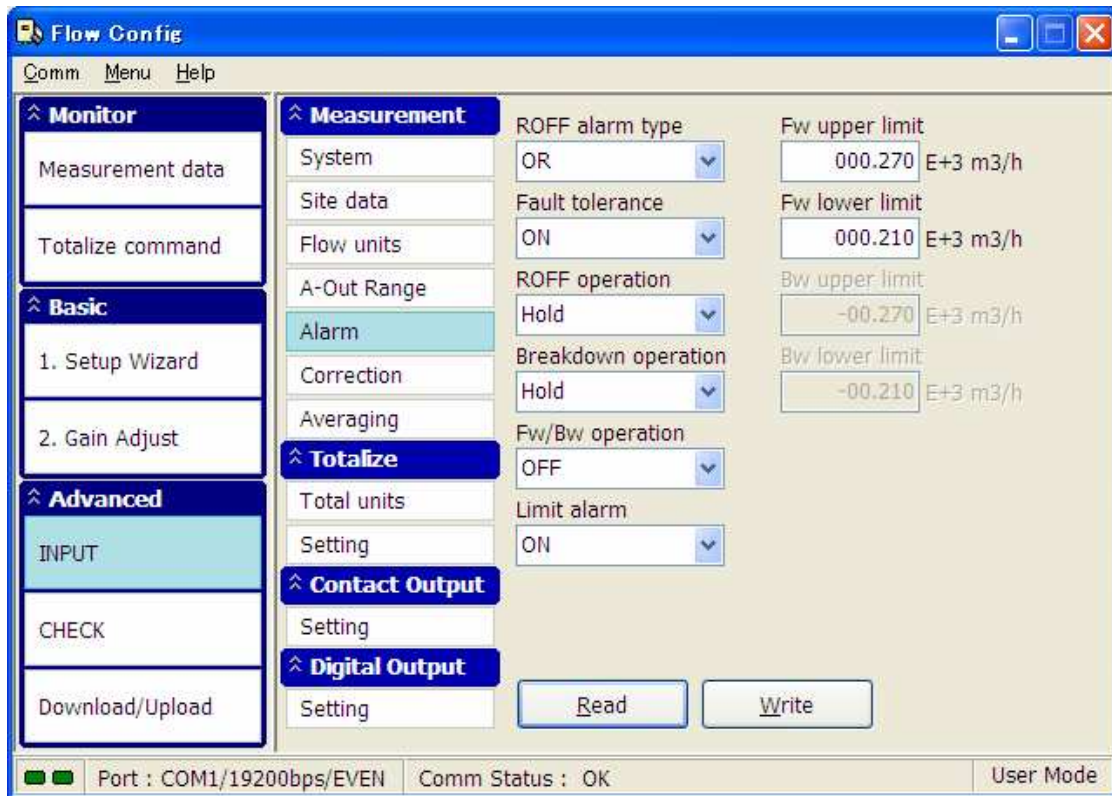 Flow Config
Comm Menu Help
Monitor
Measurement data
Totalize command
Basic
1. Setup Wizard
2. Gain Adjust
Advanced
INPUT
CHECK
Download/Upload
Measurement
System
Site data
Flow units
A-Out Range
Alarm
Correction
Averaging
Totalize
Total units
Setting
Contact Output
Setting
Digital Output
Setting
ROFF alarm type
OR
Fault tolerance
ON
ROFF operation
Hold
Breakdown operation
Hold
Fw/Bw operation
OFF
Limit alarm
ON
Fw upper limit
000.270 E+3 m3/h
Fw lower limit
000.210 E+3 m3/h
Bw upper limit
-00.270 E+3 m3/h
Bw lower limit
-00.210 E+3 m3/h
Read Write
Port : COM1/19200bps/EVEN Comm Status : OK User Mode